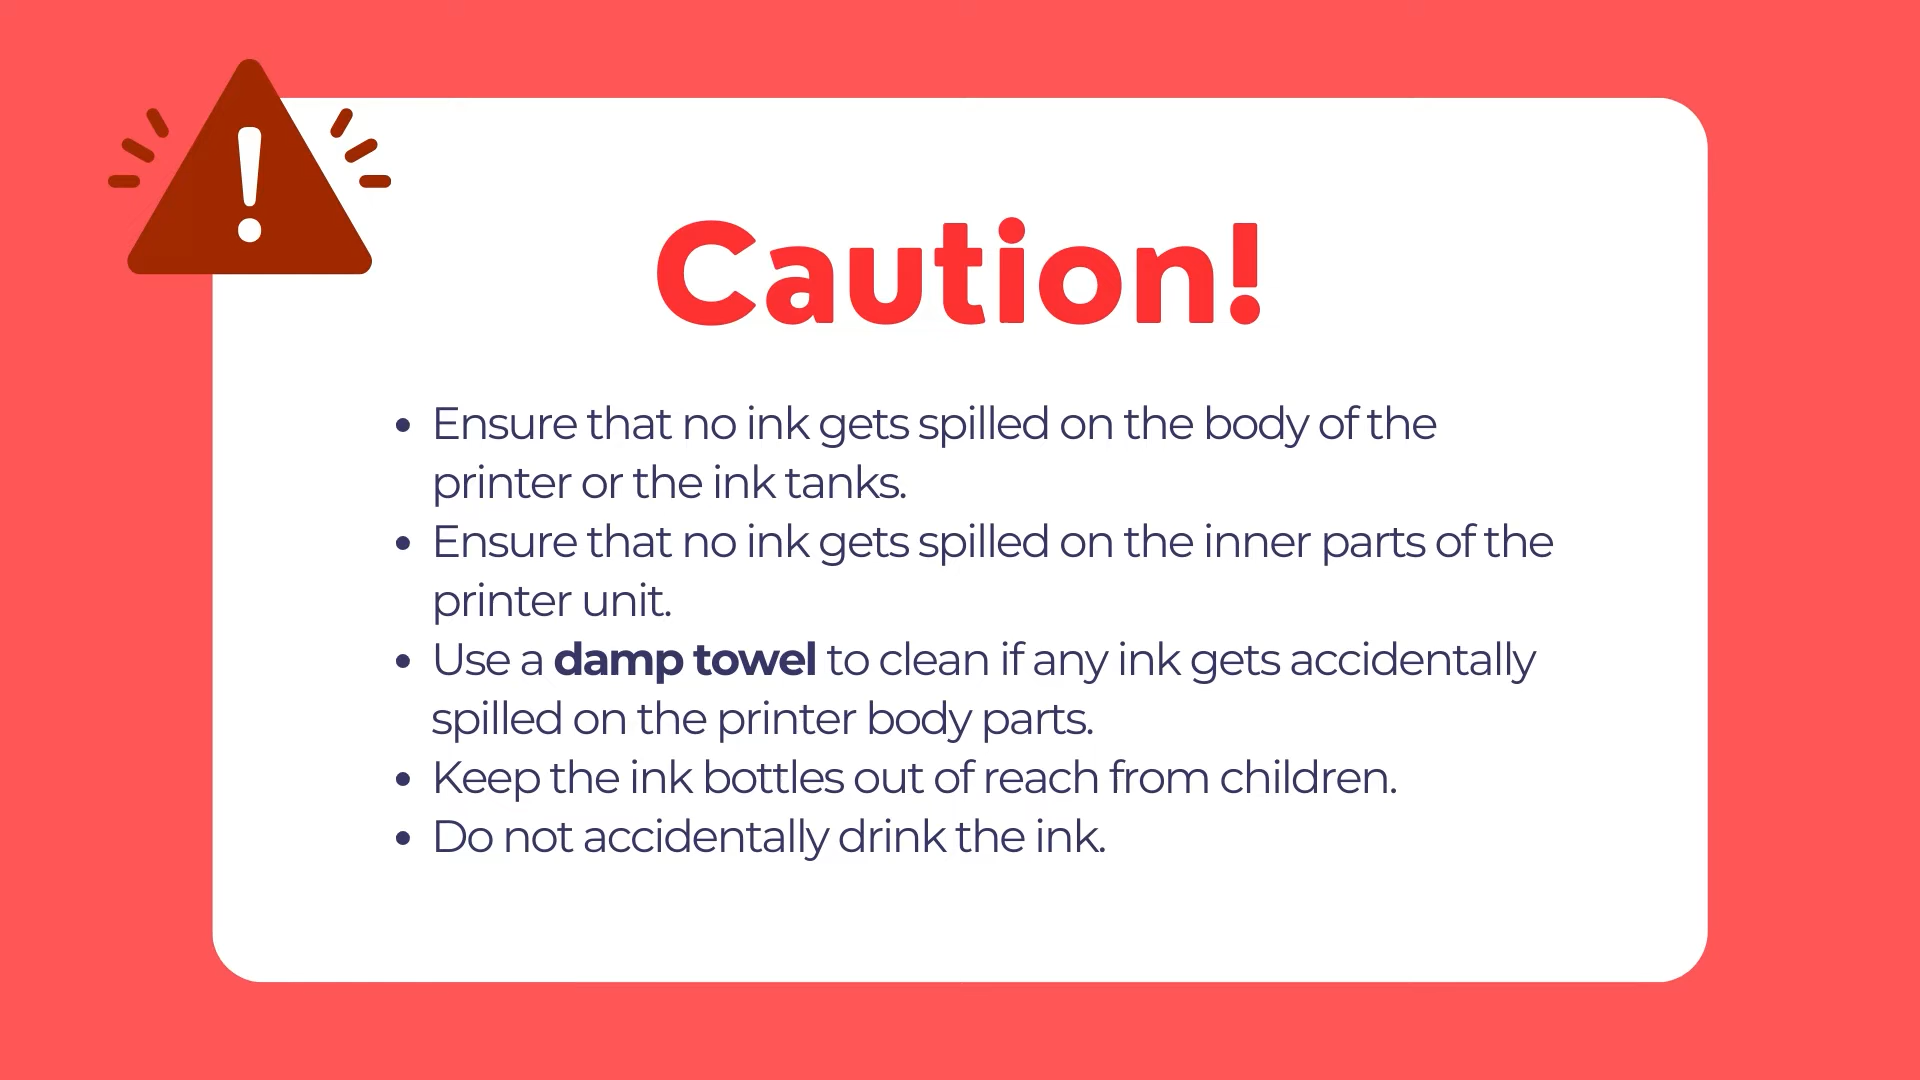 Caution!
• Ensure that no ink gets spilled on the body of the
printer or the ink tanks.
• Ensure that no ink gets spilled on the inner parts of the
printer unit.
• Use a damp towel to clean if any ink gets accidentally
spilled on the printer body parts.
• Keep the ink bottles out of reach from children.
• Do not accidentally drink the ink.